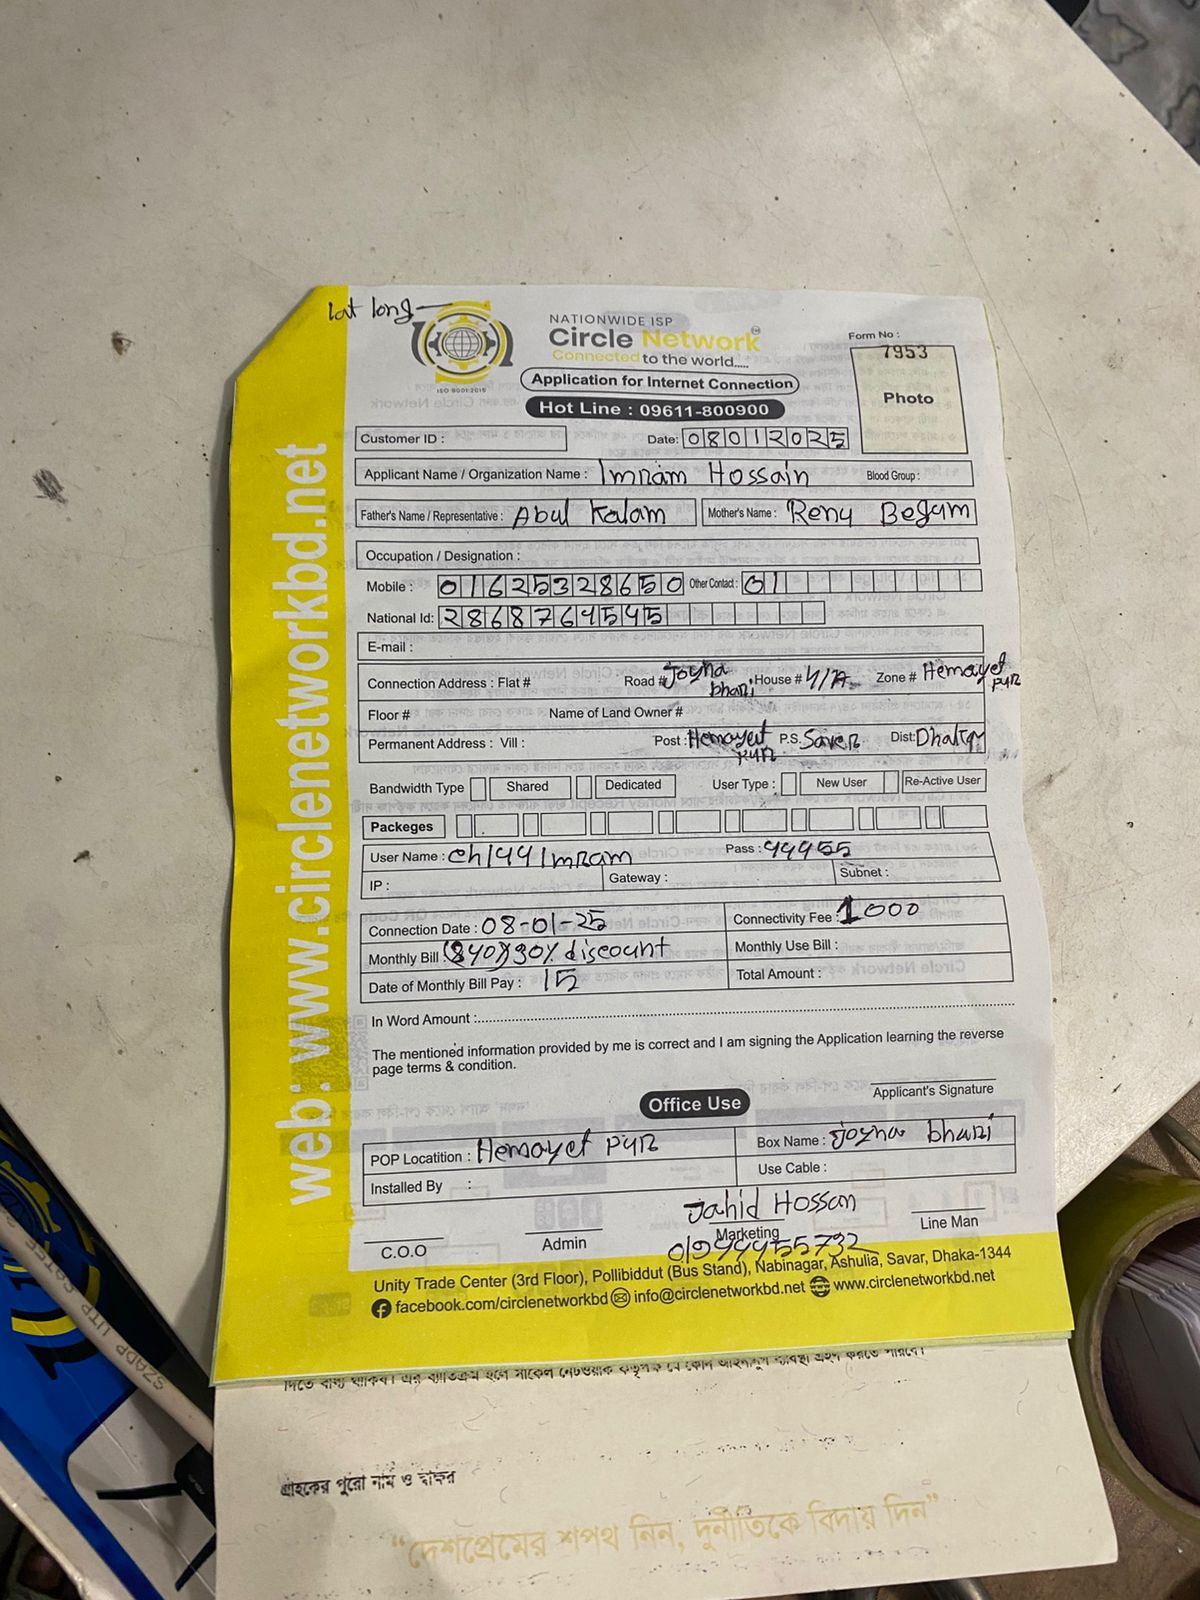 Lat long —
NATIONWIDE ISP
Circle Network
Connected to the world.....
ISO 9001:2015
Application for Internet Connection
Hot Line : 09611-800900
Form No :
7953
Photo
Customer ID :
Date: 08012025
Applicant Name / Organization Name : Imram Hossain Blood Group :
Father's Name / Representative : Abul Kalam Mother's Name : Renu Begum
Occupation / Designation :
Mobile : 01625328650 Other Contact : 01
National Id: 2868764545
E-mail :
Connection Address : Flat # Road # Joyna bhari House # 4/A Zone # Hemayet pur
Floor # Name of Land Owner #
Permanent Address : Vill : Post : Hemayeut pur P.S. Saver Dist: Dhaka
Bandwidth Type Shared Dedicated User Type : New User Re-Active User
Packeges
User Name : ch1441mram Pass : 44455
IP : Gateway : Subnet :
Connection Date : 08-01-25 Connectivity Fee : 1000
Monthly Bill (840) 30% discount Monthly Use Bill :
Date of Monthly Bill Pay : 15 Total Amount :
In Word Amount :
The mentioned information provided by me is correct and I am signing the Application learning the reverse
page terms & condition.
Applicant's Signature
Office Use
POP Locatition : Hemayet pur Box Name : Joyna bhari
Installed By : Use Cable :
Jahid Hossan
C.O.O Admin Marketing Line Man
01944455732
Unity Trade Center (3rd Floor), Pollibiddut (Bus Stand), Nabinagar, Ashulia, Savar, Dhaka-1344
facebook.com/circlenetworkbd info@circlenetworkbd.net www.circlenetworkbd.net
web: www.circlenetworkbd.net
গ্রাহকের পুরো নাম ও স্বাক্ষর
“দেশপ্রেমের শপথ নিন, দুর্নীতিকে বিদায় দিন”